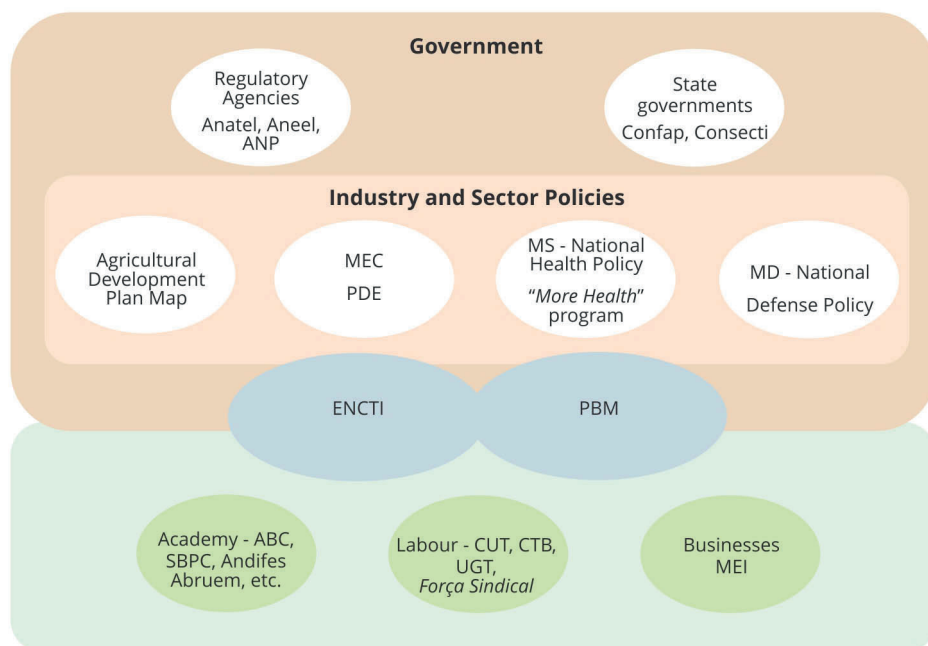 Government
Regulatory
Agencies
Anatel, Aneel,
ANP
State
governments
Confap, Consecti
Industry and Sector Policies
Agricultural
Development
Plan Map
MEC
PDE
MS - National
Health Policy
“More Health”
program
MD - National
Defense Policy
ENCTI
PBM
Academy - ABC,
SBPC, Andifes
Abruem, etc.
Labour - CUT, CTB,
UGT,
Força Sindical
Businesses
MEI